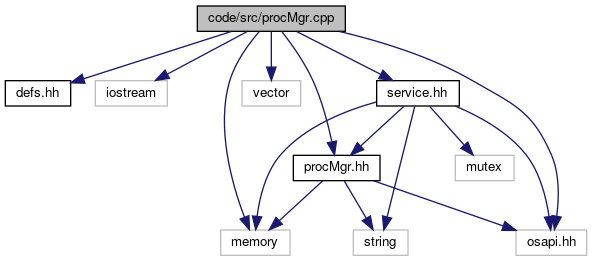 code/src/procMgr.cpp
defs.hh
iostream
vector
service.hh
procMgr.hh
mutex
memory
string
osapi.hh